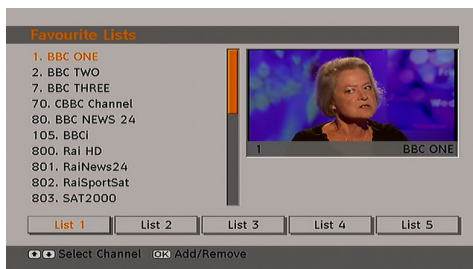 Favourite Lists
1. BBC ONE
2. BBC TWO
7. BBC THREE
70. CBBC Channel
80. BBC NEWS 24
105. BBCi
800. Rai HD
801. RaiNews24
802. RaiSportSat
803. SAT2000
1 BBC ONE
List 1 List 2 List 3 List 4 List 5
Select Channel OK Add/Remove